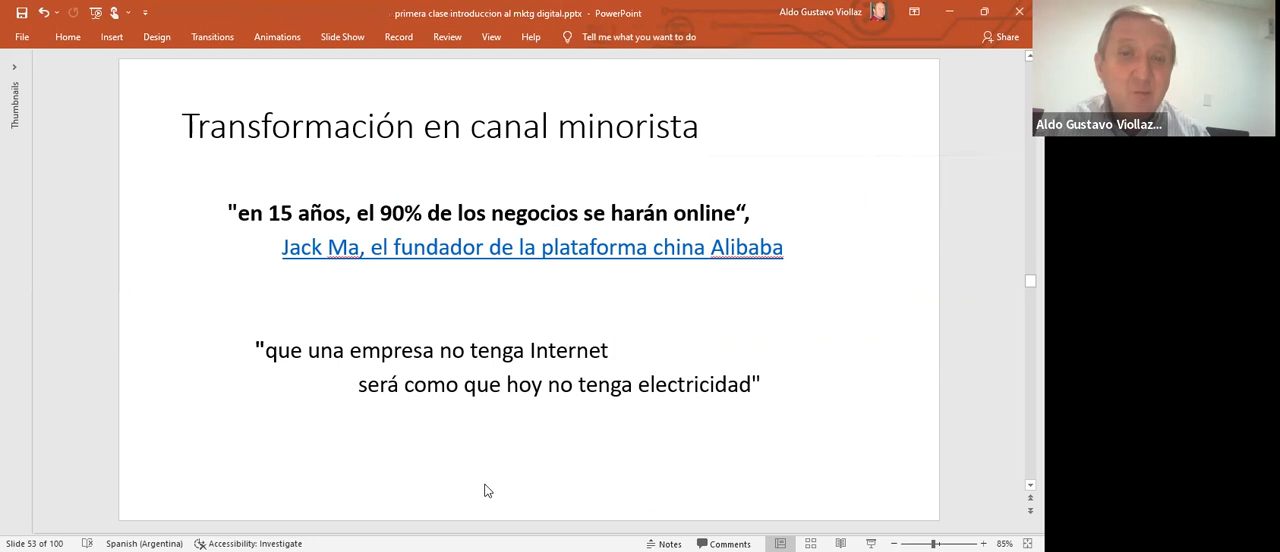 primera clase introduccion al mktg digital.pptx - PowerPoint
Aldo Gustavo Viollaz
File Home Insert Design Transitions Animations Slide Show Record Review View Help Tell me what you want to do Share
Thumbnails
Aldo Gustavo Viollaz...
Transformación en canal minorista
"en 15 años, el 90% de los negocios se harán online“,
Jack Ma, el fundador de la plataforma china Alibaba
"que una empresa no tenga Internet
será como que hoy no tenga electricidad"
Slide 53 of 100 Spanish (Argentina) Accessibility: Investigate Notes Comments 85%